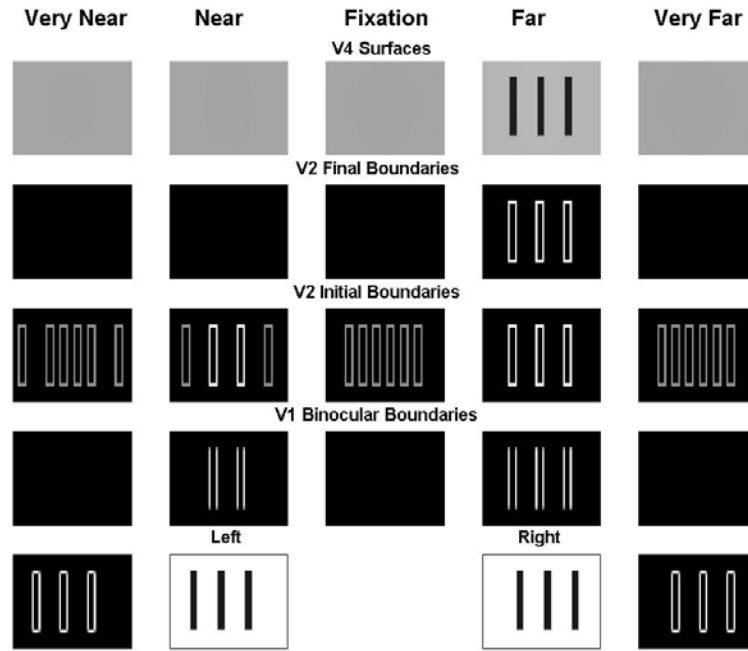 Very Near Near Fixation Far Very Far
V4 Surfaces
V2 Final Boundaries
V2 Initial Boundaries
V1 Binocular Boundaries
Left Right